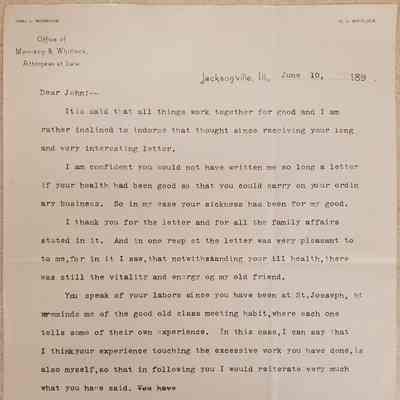 Office of
Morrison & Whitlock,
Attorneys at Law.
Jacksonville, Ill., June 10, 189
Dear John:--
It is said that all things work together for good and I am
rather inclined to indorse that thought since receiving your long
and very interesting letter.
I am confident you would not have written me so long a letter
if your health had been good so that you could carry on your ordin
ary business. So in my case your sickness has been for my good.
I thank you for the letter and for all the family affairs
stated in it. And in one resp ct the letter was very pleasant to
to me,for in it I saw,that notwithstanding your ill health,there
was still the vitality and energy og my old friend.
You speak of your labors since you have been at St.Joseph,
reminds me of the good old class meeting habit,where each one
tells some of their own experience. In this case,I can say that
I think your experience touching the excessive work you have done,is
also myself,so that in following you I would reiterate very much
what you have said. You have